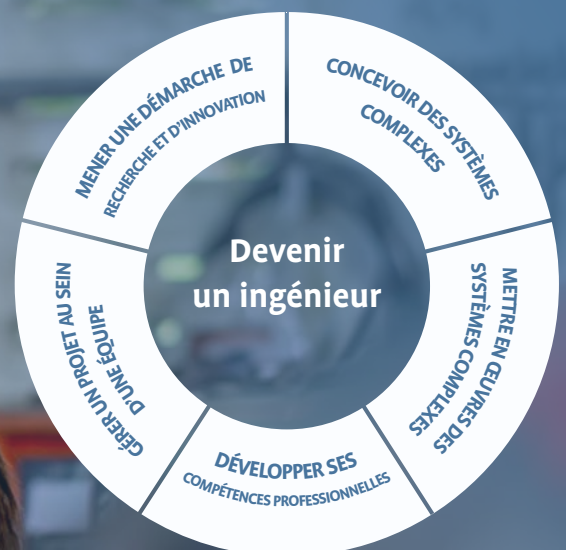 Devenir
un ingénieur
CONCEVOIR DES SYSTÈMES
COMPLEXES
METTRE EN ŒUVRES DES
SYSTÈMES COMPLEXES
DÉVELOPPER SES
COMPÉTENCES PROFESSIONNELLES
GÉRER UN PROJET AU SEIN
D'UNE ÉQUIPE
MENER UNE DÉMARCHE DE
RECHERCHE ET D'INNOVATION